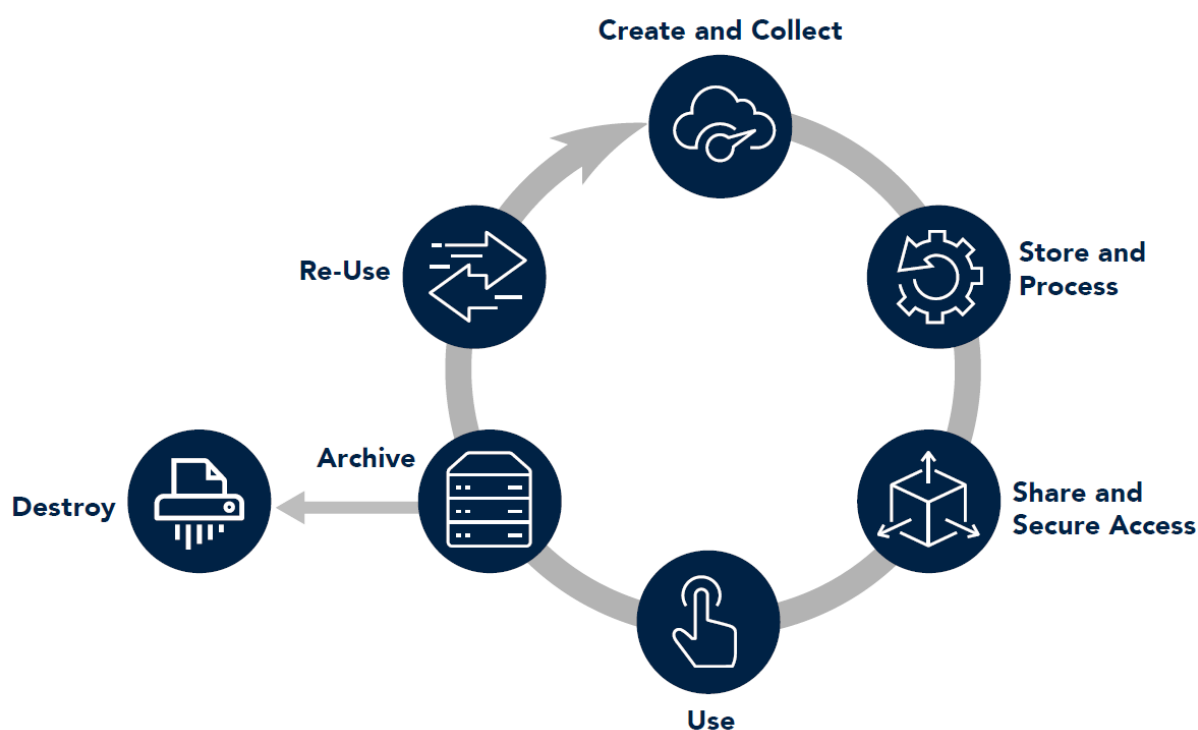 Create and Collect
Store and
Process
Share and
Secure Access
Use
Archive
Destroy
Re-Use